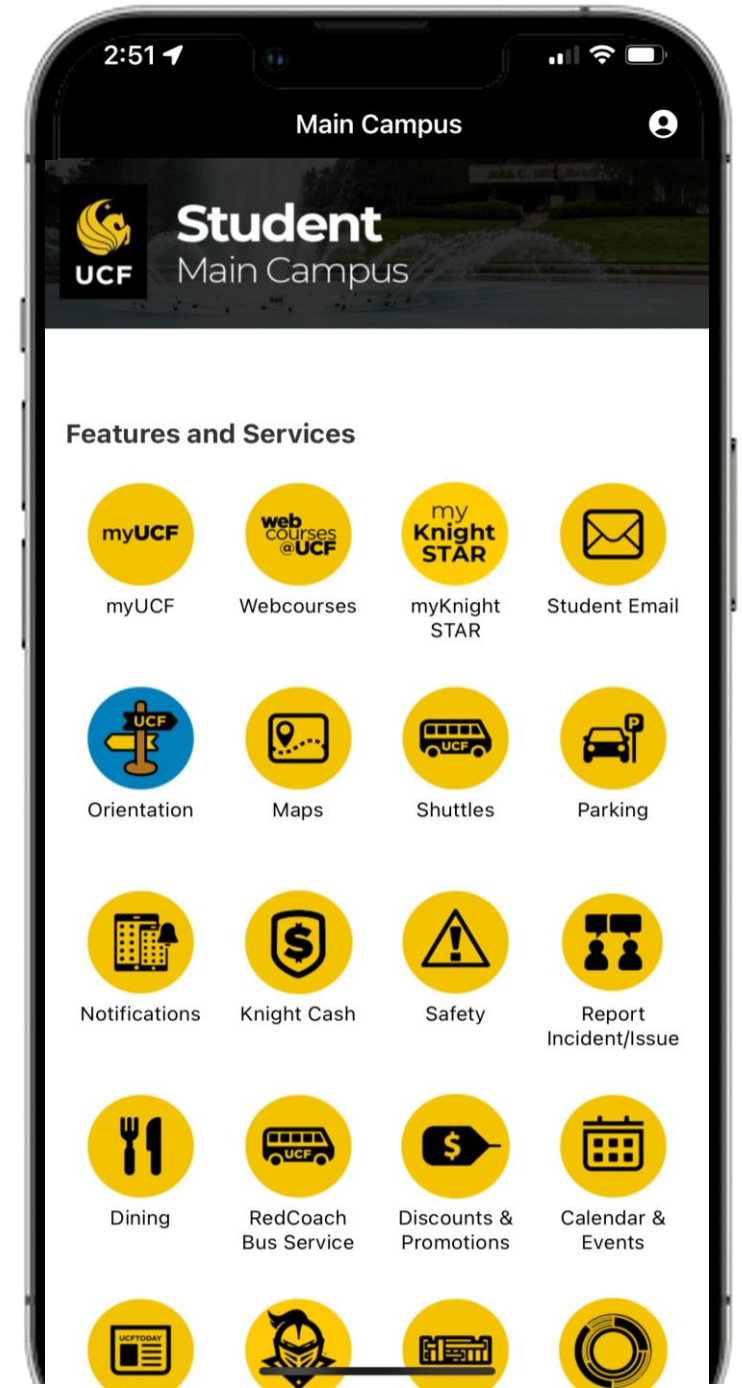 2:51
Main Campus
UCF
Student
Main Campus
Features and Services
myUCF
web
courses
@UCF
my
Knight
STAR
myUCF
Webcourses
myKnight
STAR
Student Email
UCF
UCF
P
Orientation
Maps
Shuttles
Parking
$
!
Notifications
Knight Cash
Safety
Report
Incident/Issue
UCF
$
Dining
RedCoach
Bus Service
Discounts &
Promotions
Calendar &
Events
UCFTODAY